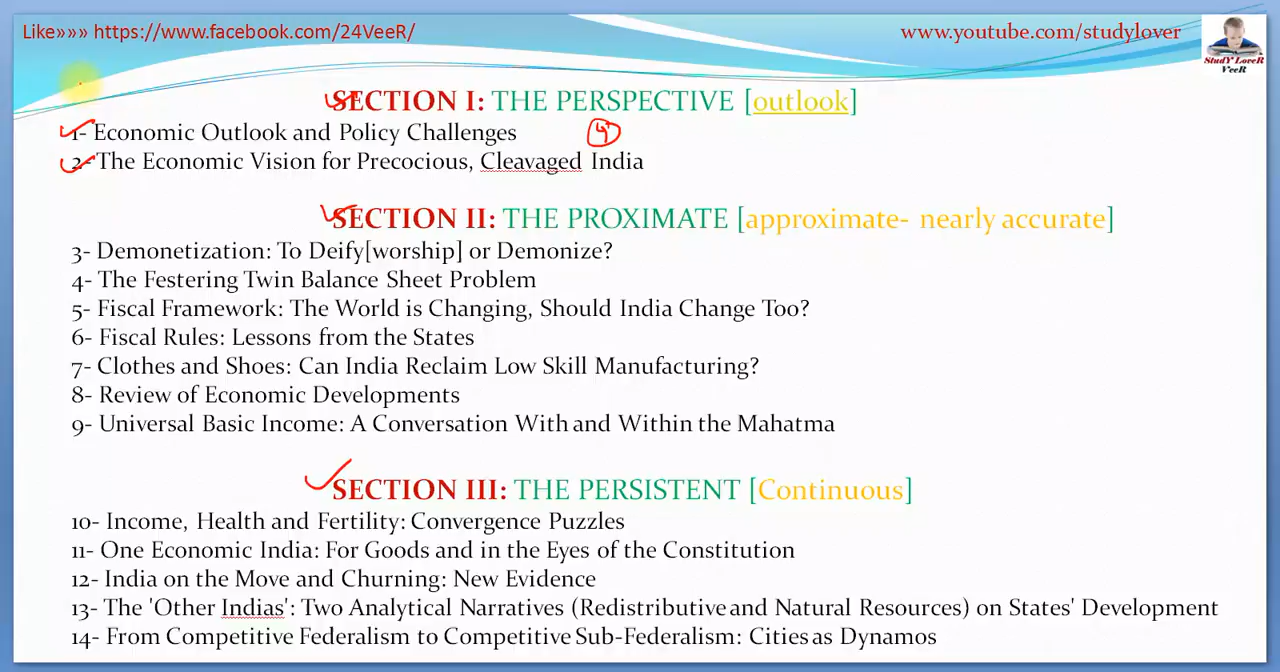 Like»»» https://www.facebook.com/24VeeR/
www.youtube.com/studylover
StudY LoveR
VeeR
SECTION I: THE PERSPECTIVE [outlook]
1- Economic Outlook and Policy Challenges
2- The Economic Vision for Precocious, Cleavaged India
SECTION II: THE PROXIMATE [approximate- nearly accurate]
3- Demonetization: To Deify[worship] or Demonize?
4- The Festering Twin Balance Sheet Problem
5- Fiscal Framework: The World is Changing, Should India Change Too?
6- Fiscal Rules: Lessons from the States
7- Clothes and Shoes: Can India Reclaim Low Skill Manufacturing?
8- Review of Economic Developments
9- Universal Basic Income: A Conversation With and Within the Mahatma
SECTION III: THE PERSISTENT [Continuous]
10- Income, Health and Fertility: Convergence Puzzles
11- One Economic India: For Goods and in the Eyes of the Constitution
12- India on the Move and Churning: New Evidence
13- The 'Other Indias': Two Analytical Narratives (Redistributive and Natural Resources) on States' Development
14- From Competitive Federalism to Competitive Sub-Federalism: Cities as Dynamos